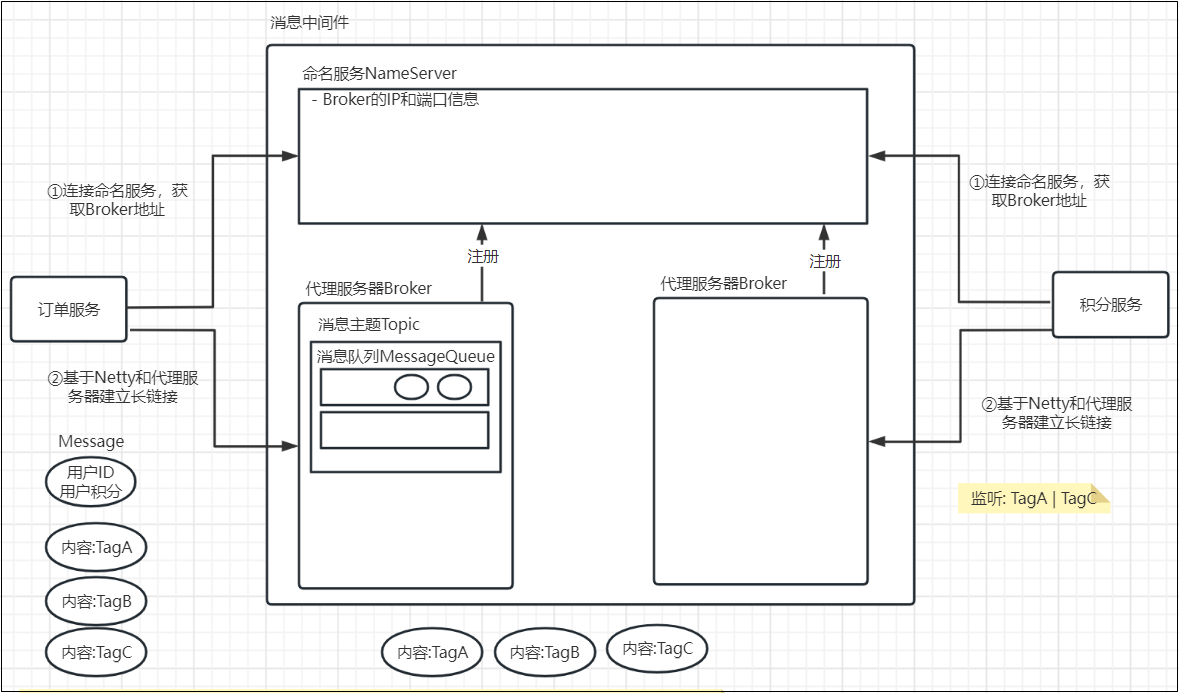 消息中间件
命名服务NameServer
- Broker的IP和端口信息
①连接命名服务，获
取Broker地址
①连接命名服务，获
取Broker地址
注册
注册
代理服务器Broker
代理服务器Broker
订单服务
积分服务
消息主题Topic
消息队列MessageQueue
②基于Netty和代理服
务器建立长链接
②基于Netty和代理服
务器建立长链接
Message
用户ID
用户积分
监听: TagA | TagC
内容:TagA
内容:TagB
内容:TagC
内容:TagA
内容:TagB
内容:TagC